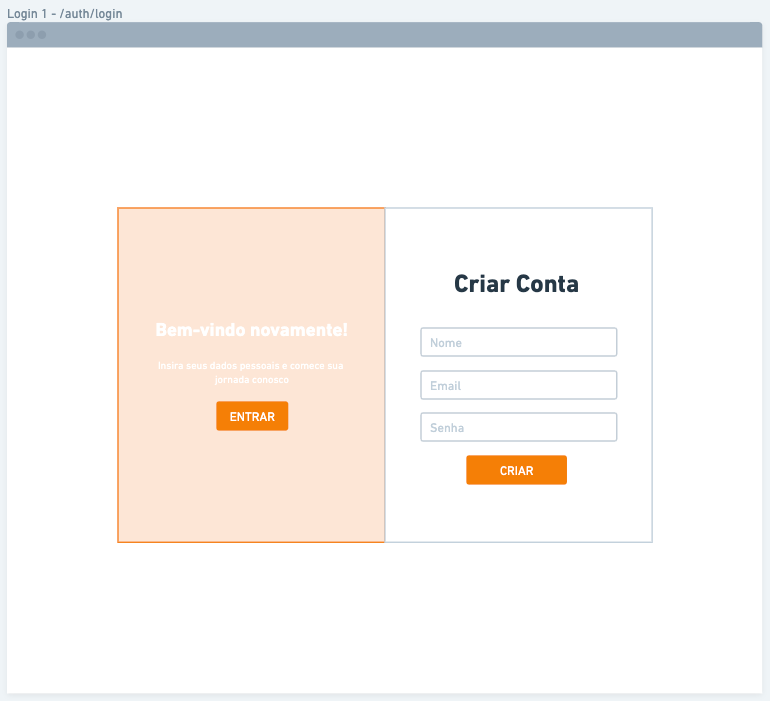 Login 1 - /auth/login
Bem-vindo novamente!
Insira seus dados pessoais e comece sua
jornada conosco
ENTRAR
Criar Conta
Nome
Email
Senha
CRIAR